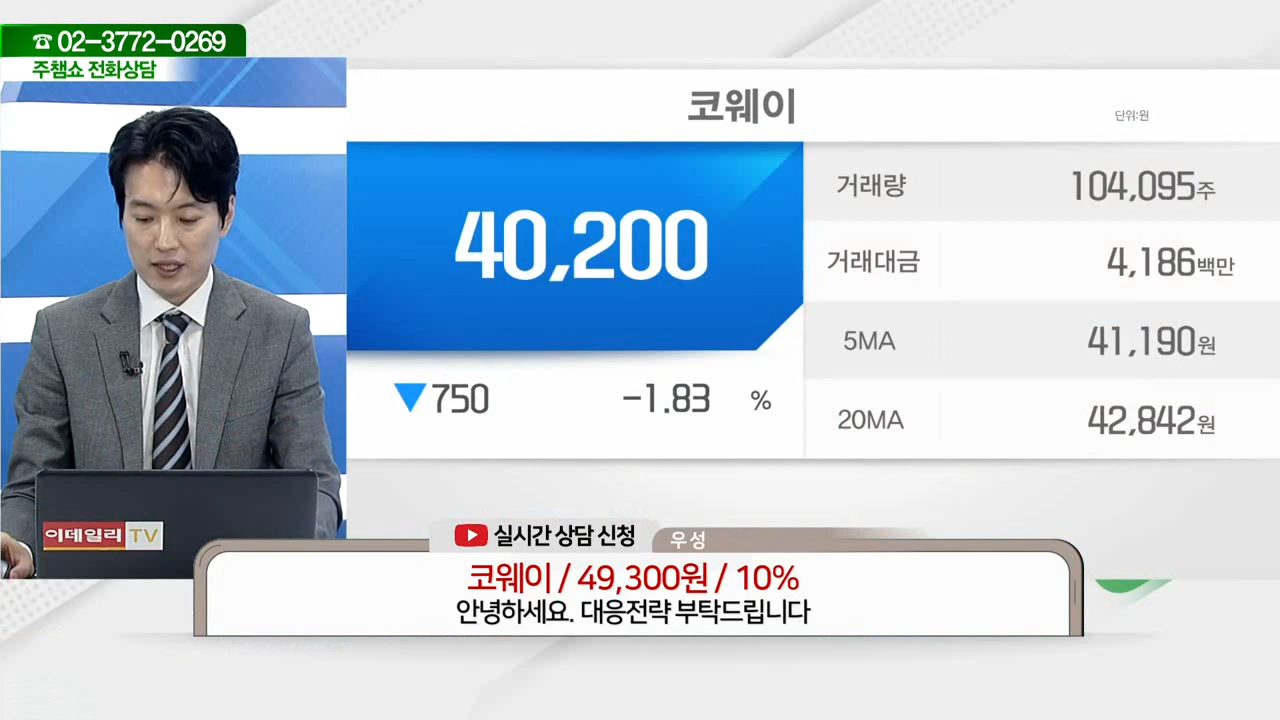 ☎ 02-3772-0269
주챔쇼 전화상담
코웨이
단위:원
40,200
▼750 -1.83 %
거래량 104,095주
거래대금 4,186백만
5MA 41,190원
20MA 42,842원
이데일리 TV
실시간 상담 신청 우성
코웨이 / 49,300원 / 10%
안녕하세요. 대응전략 부탁드립니다